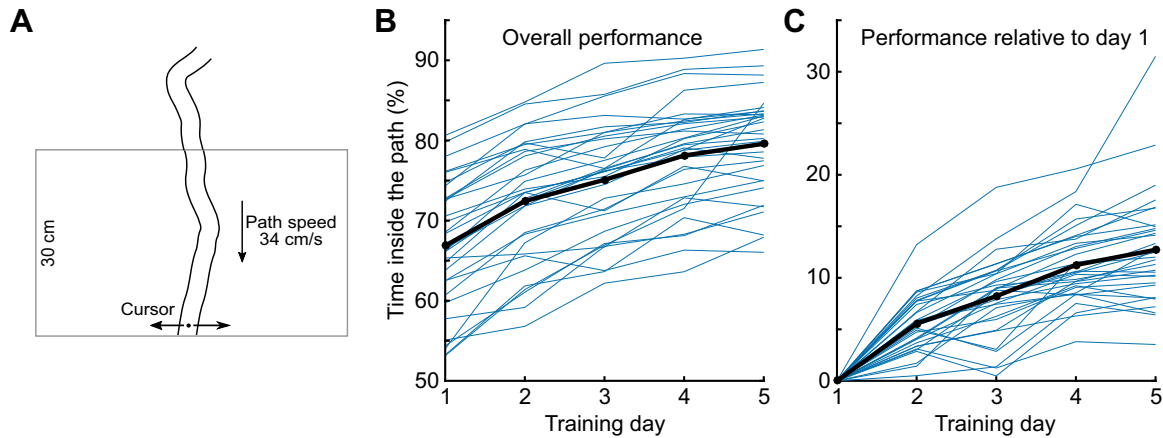 A
30 cm
Path speed
34 cm/s
Cursor
B
Overall performance
Time inside the path (%)
90
80
70
60
50
1 2 3 4 5
Training day
C
Performance relative to day 1
30
20
10
0
1 2 3 4 5
Training day